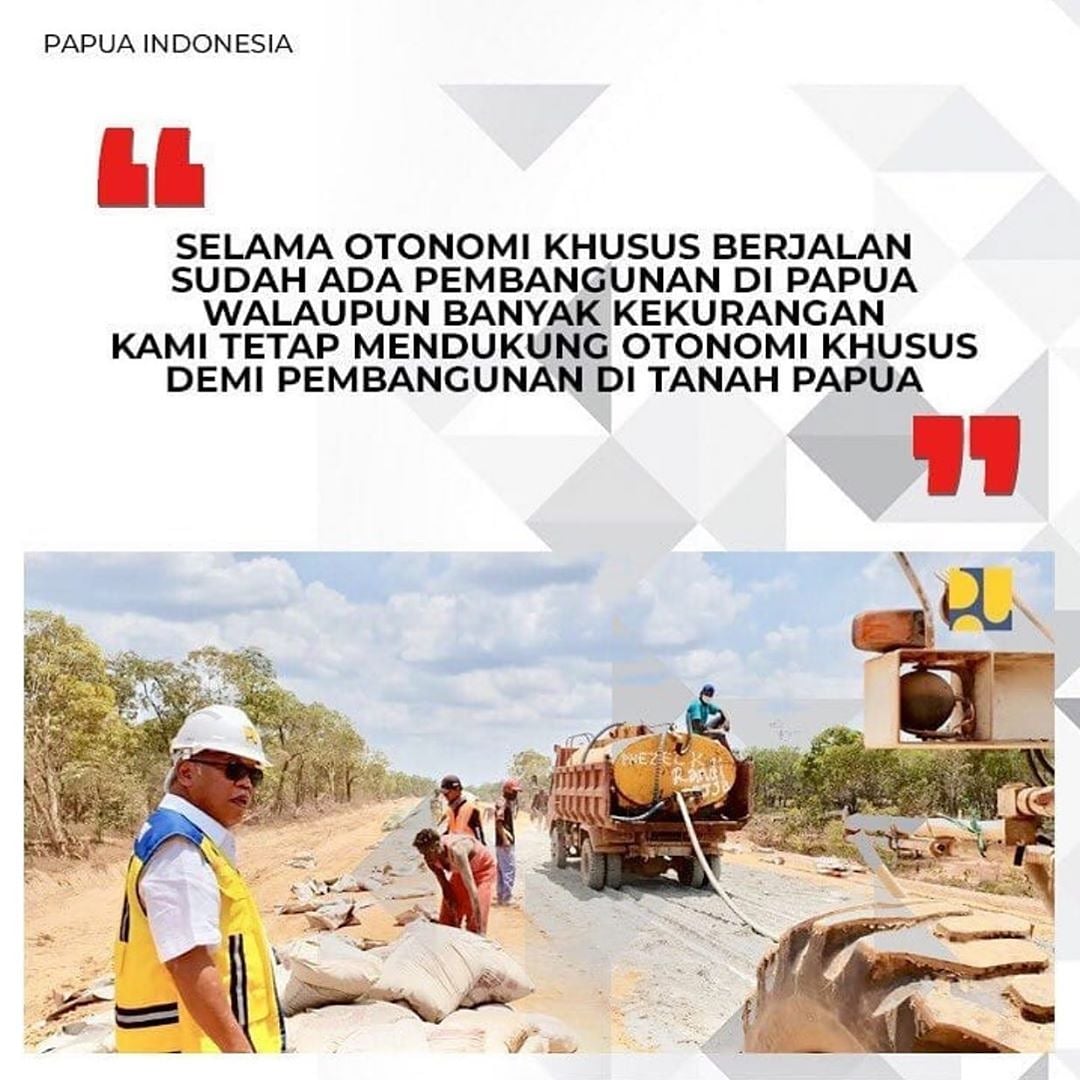 PAPUA INDONESIA
SELAMA OTONOMI KHUSUS BERJALAN
SUDAH ADA PEMBANGUNAN DI PAPUA
WALAUPUN BANYAK KEKURANGAN
KAMI TETAP MENDUKUNG OTONOMI KHUSUS
DEMI PEMBANGUNAN DI TANAH PAPUA
PU